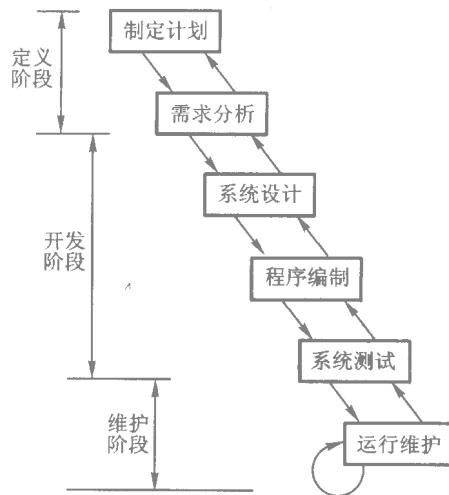 制定计划
定义
阶段
需求分析
系统设计
开发
阶段
程序编制
系统测试
维护
阶段
运行维护